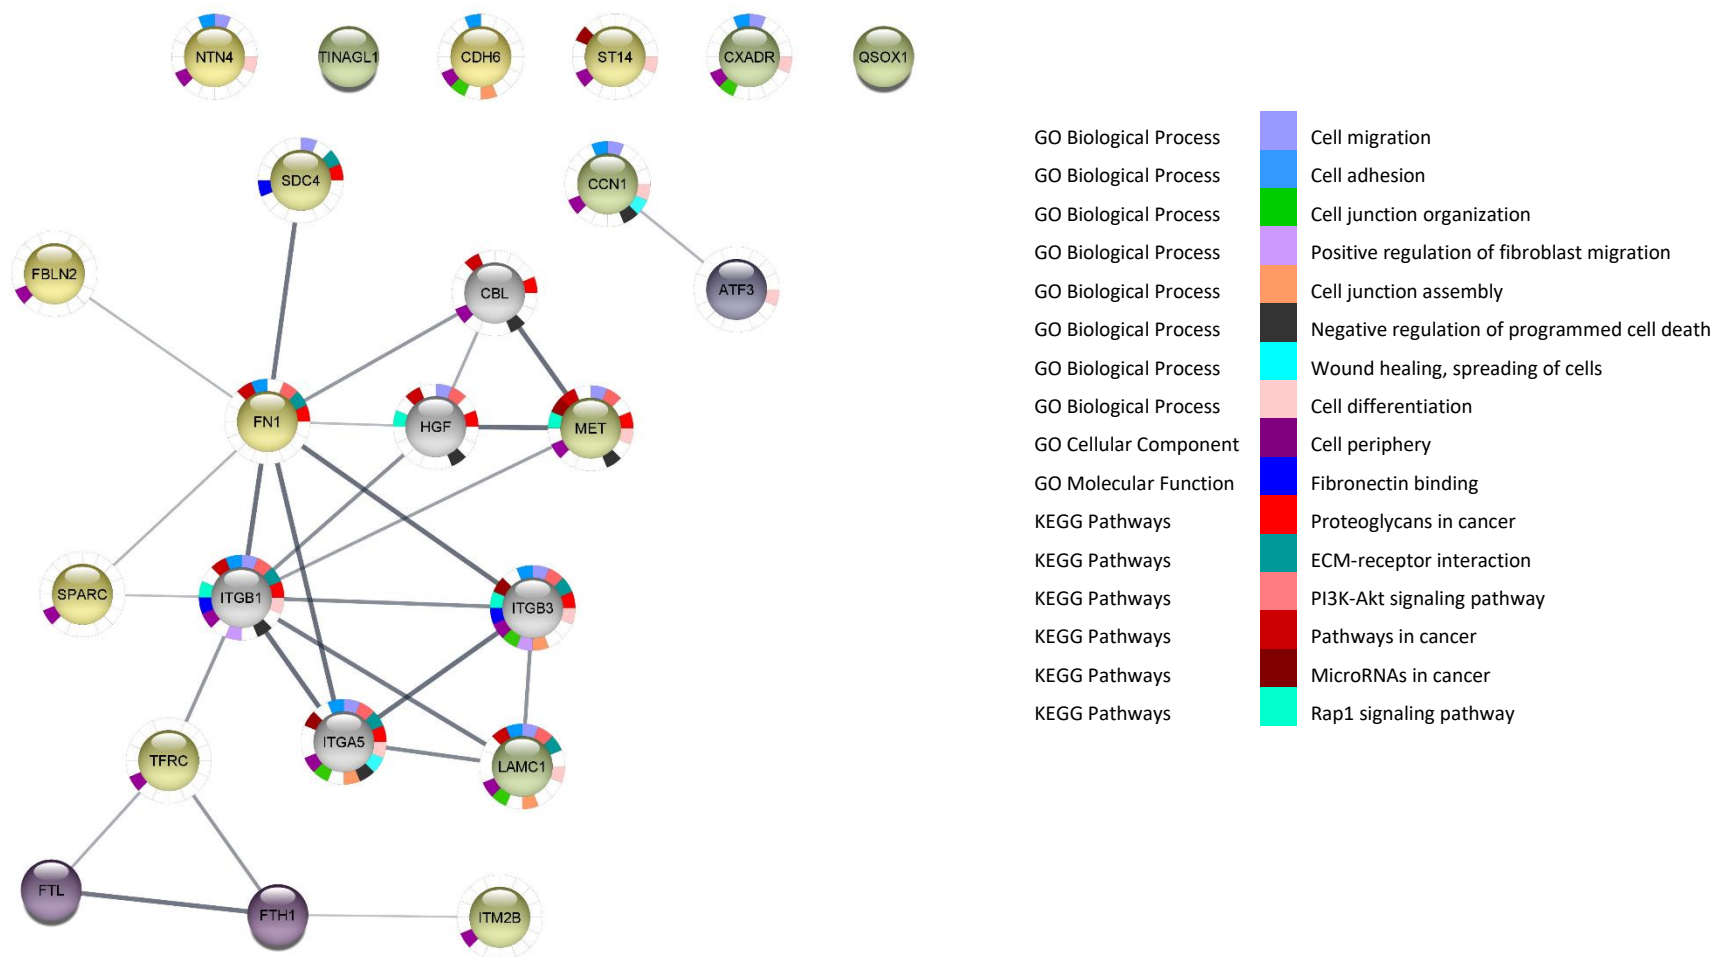 NTN4
TINAGL1
CDH6
ST14
CXADR
QSOX1
SDC4
CCN1
FBLN2
CBL
ATF3
FN1
HGF
MET
SPARC
ITGB1
ITGB3
ITGA5
LAMC1
TFRC
FTL
FTH1
ITM2B
GO Biological Process Cell migration
GO Biological Process Cell adhesion
GO Biological Process Cell junction organization
GO Biological Process Positive regulation of fibroblast migration
GO Biological Process Cell junction assembly
GO Biological Process Negative regulation of programmed cell death
GO Biological Process Wound healing, spreading of cells
GO Biological Process Cell differentiation
GO Cellular Component Cell periphery
GO Molecular Function Fibronectin binding
KEGG Pathways Proteoglycans in cancer
KEGG Pathways ECM-receptor interaction
KEGG Pathways PI3K-Akt signaling pathway
KEGG Pathways Pathways in cancer
KEGG Pathways MicroRNAs in cancer
KEGG Pathways Rap1 signaling pathway